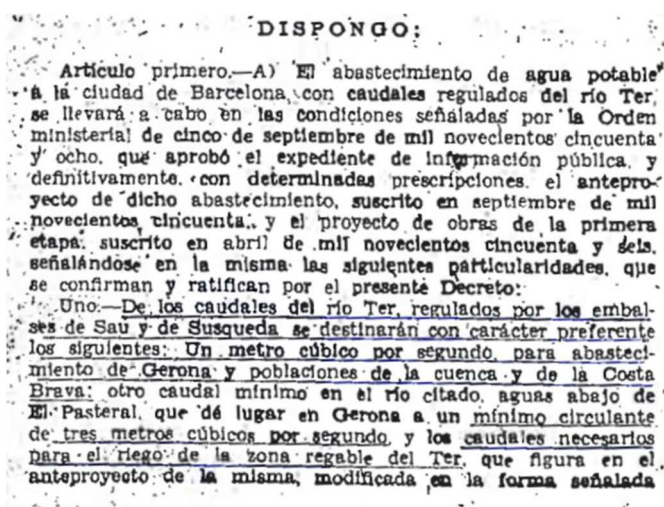 DISPONGO:
Artículo primero.—A) El abastecimiento de agua potable
a la ciudad de Barcelona, con caudales regulados del río Ter,
se llevará a cabo en las condiciones señaladas por la Orden
ministerial de cinco de septiembre de mil novecientos cincuenta
y ocho, que aprobó el expediente de información pública, y
definitivamente, con determinadas prescripciones, el antepro-
yecto de dicho abastecimiento, suscrito en septiembre de mil
novecientos cincuenta, y el proyecto de obras de la primera
etapa, suscrito en abril de mil novecientos cincuenta y seis,
señalándose en la misma las siguientes particularidades, que
se confirman y ratifican por el presente Decreto:
Uno.—De los caudales del río Ter, regulados por los embal-
ses de Sau y de Susqueda se destinarán con carácter preferente
los siguientes: Un metro cúbico por segundo, para abasteci-
miento de Gerona y poblaciones de la cuenca y de la Costa
Brava; otro caudal mínimo en el río citado, aguas abajo de
El Pasteral, que dé lugar en Gerona a un mínimo circulante
de tres metros cúbicos por segundo, y los caudales necesarios
para el riego de la zona regable del Ter, que figura en el
anteproyecto de la misma, modificada en la forma señalada